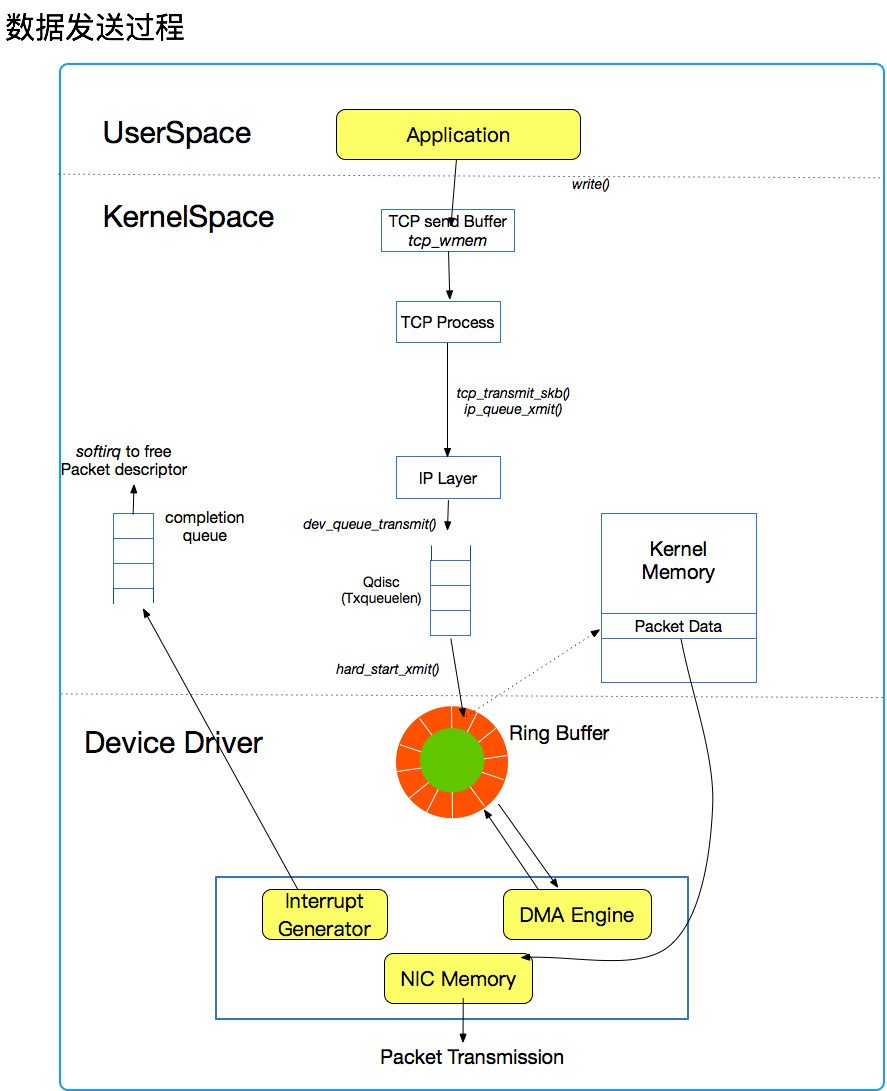 数据发送过程
UserSpace
Application
write()
KernelSpace
TCP send Buffer
tcp_wmem
TCP Process
tcp_transmit_skb()
ip_queue_xmit()
softirq to free
Packet descriptor
IP Layer
completion
queue
dev_queue_transmit()
Kernel
Memory
Qdisc
(Txqueuelen)
Packet Data
hard_start_xmit()
Device Driver
Ring Buffer
Interrupt
Generator
DMA Engine
NIC Memory
Packet Transmission